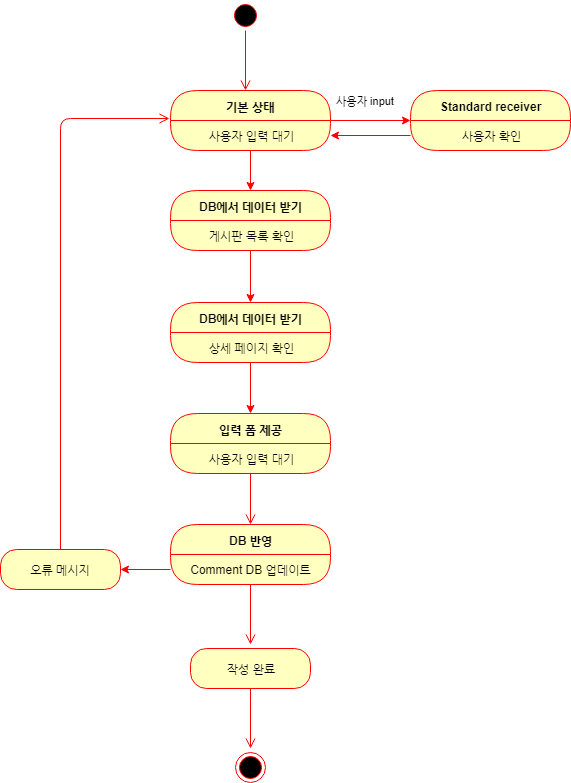 기본 상태
사용자 입력 대기
사용자 input
Standard receiver
사용자 확인
DB에서 데이터 받기
게시판 목록 확인
DB에서 데이터 받기
상세 페이지 확인
입력 폼 제공
사용자 입력 대기
DB 반영
Comment DB 업데이트
오류 메시지
작성 완료